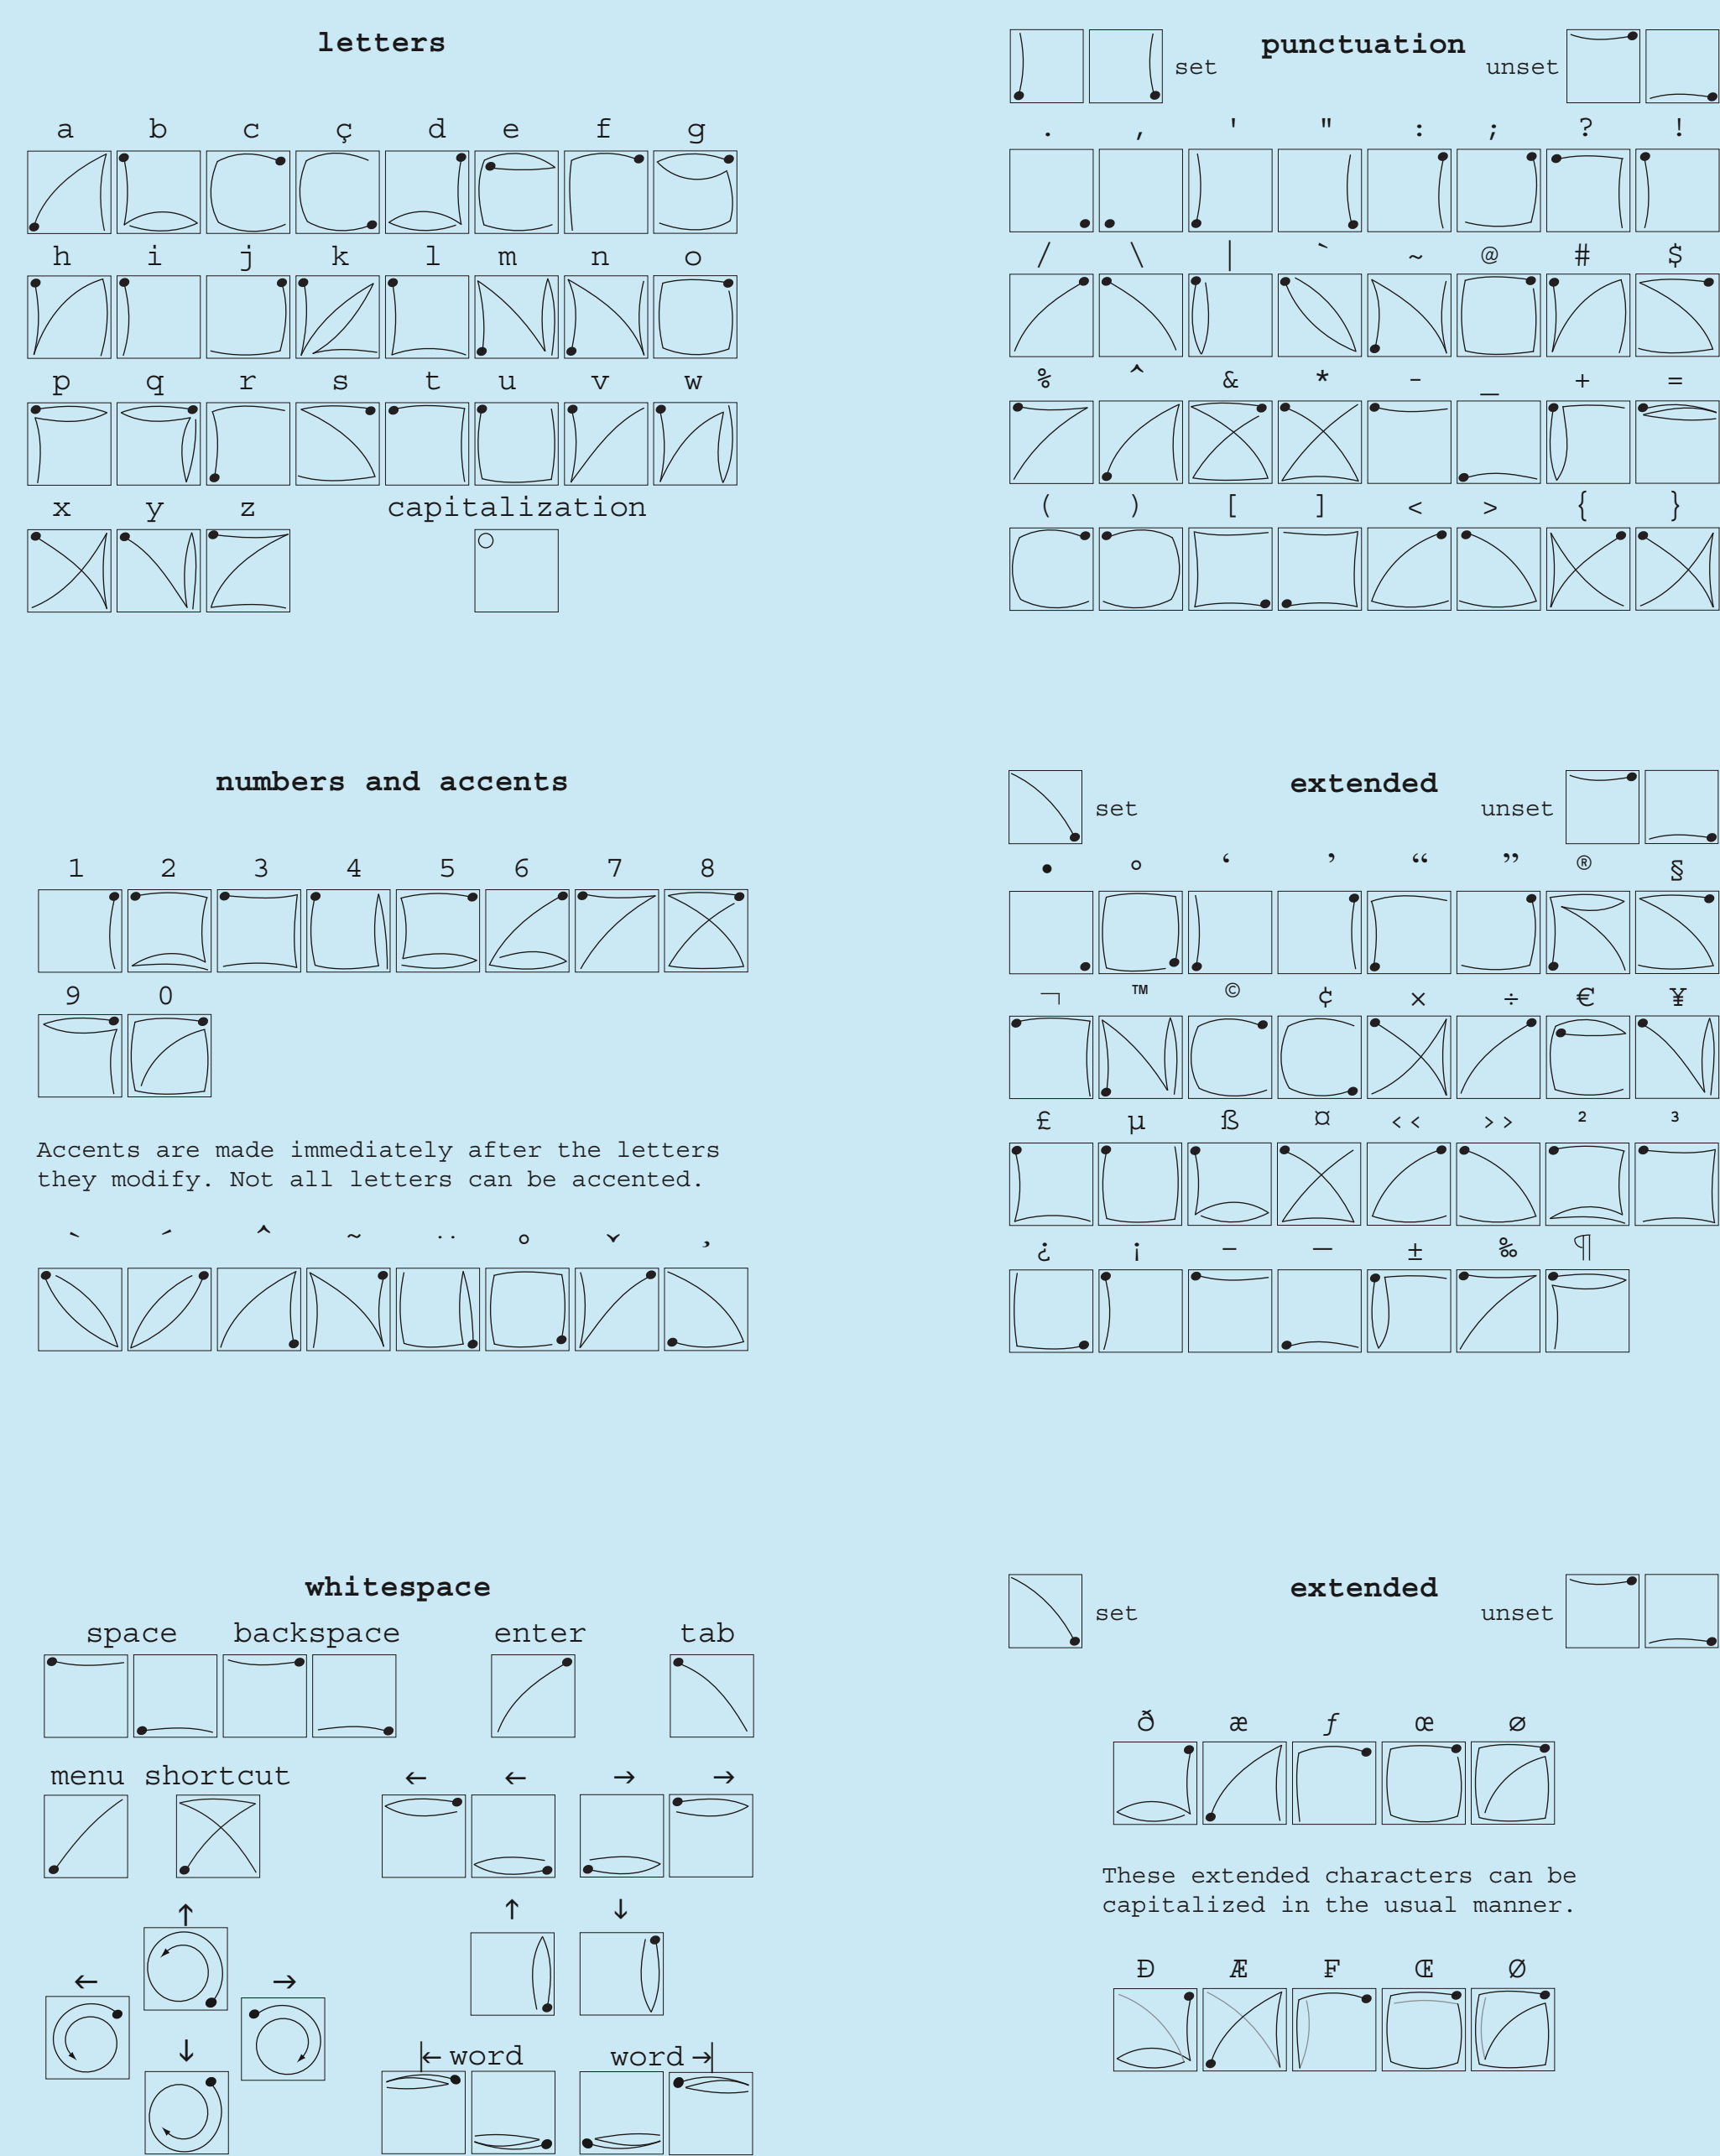 letters
a b c ç d e f g
h i j k l m n o
p q r s t u v w
x y z capitalization
punctuation
set unset
. , ' " : ; ? !
/ \ | ` ~ @ # $
% ^ & * - _ + =
( ) [ ] < > { }
numbers and accents
1 2 3 4 5 6 7 8
9 0
Accents are made immediately after the letters
they modify. Not all letters can be accented.
` ´ ^ ~ ¨ ° ˇ ¸
extended
set unset
• ° ‘ ’ “ ” ® §
¬ ™ © ¢ × ÷ € ¥
£ µ ß ¤ << >> ² ³
¿ ¡ – — ± ‰ ¶
whitespace
space backspace enter tab
menu shortcut ← ← → →
↑ ↑ ↓
← →
↓ |← word word →|
extended
set unset
ð æ ƒ œ ø
These extended characters can be
capitalized in the usual manner.
Đ Æ ₣ Œ Ø